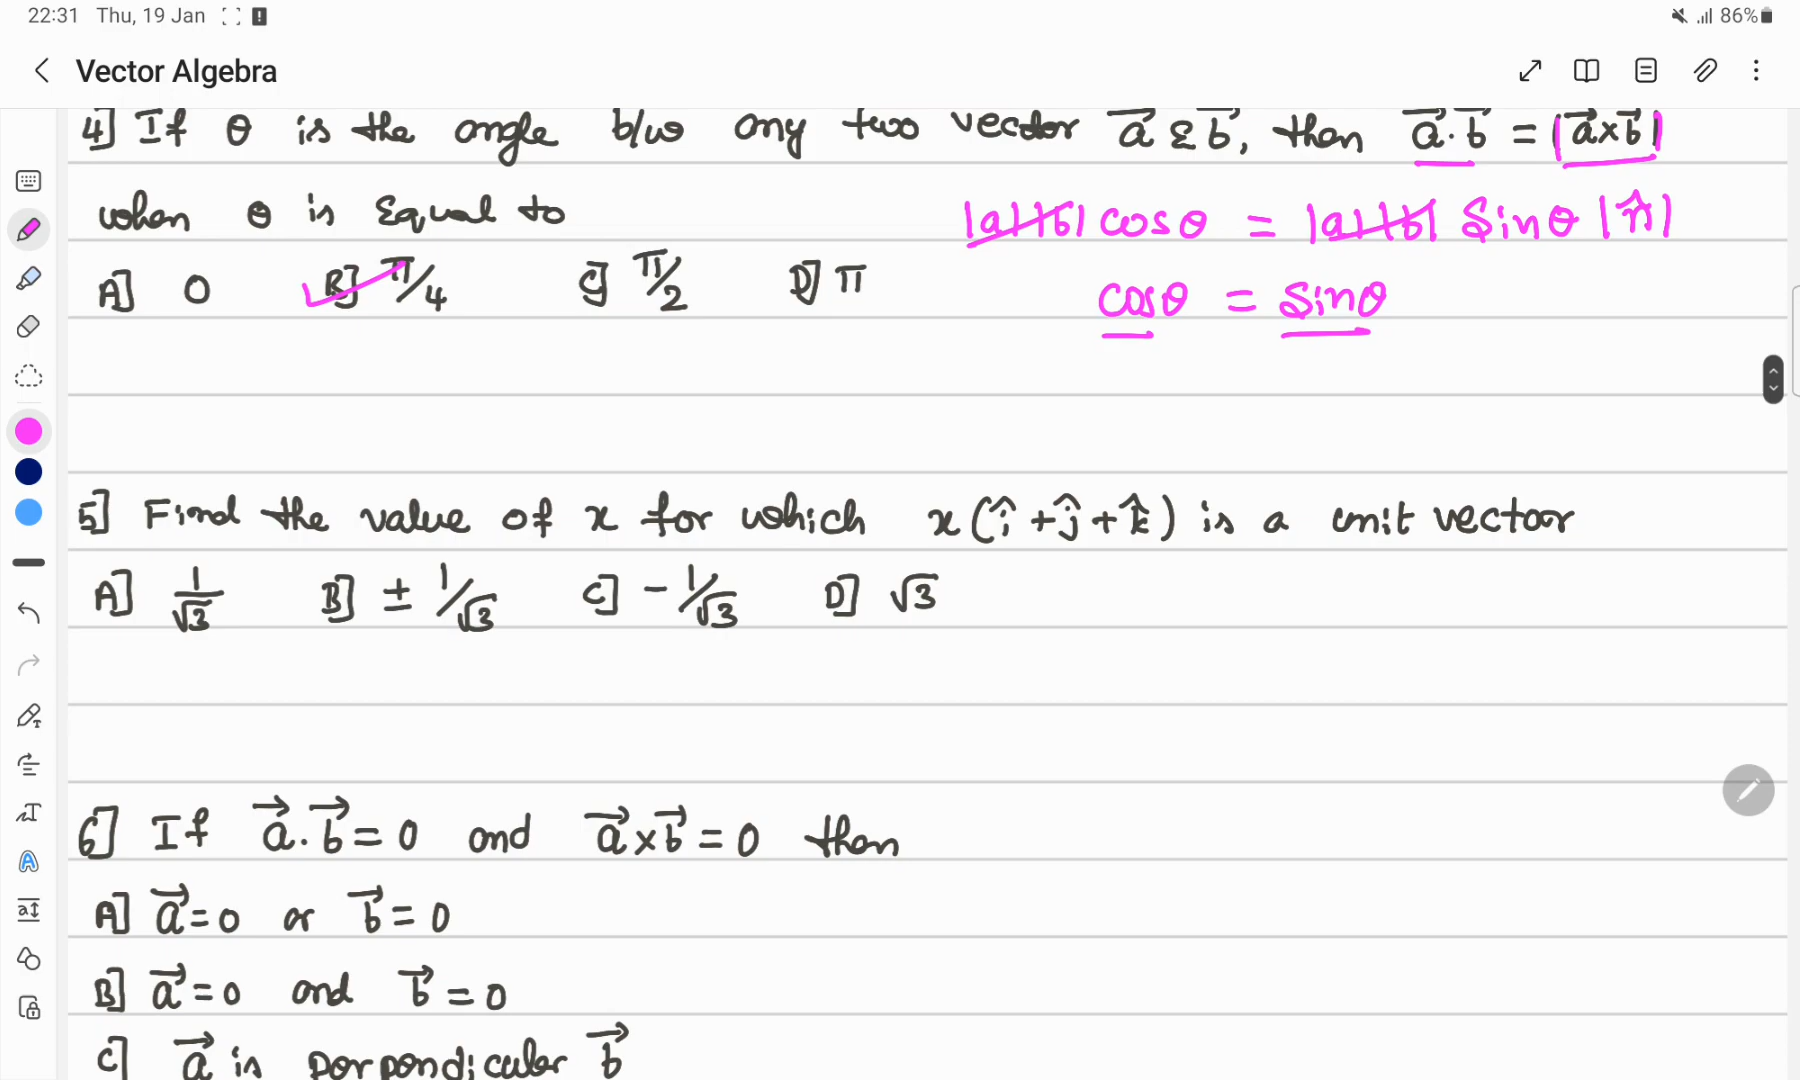 22:31 Thu, 19 Jan 86%
Vector Algebra
4] If θ is the angle b/w any two vector a⃗ & b⃗, then a⃗·b⃗ = |a⃗×b⃗|
when θ is Equal to
|a||b| cosθ = |a||b| Sinθ |n̂|
A] 0 B] π/4 C] π/2 D] π
cosθ = sinθ
5] Find the value of x for which x(î+ĵ+k̂) is a unit vector
A] 1/√3 B] ± 1/√3 C] -1/√3 D] √3
6] If a⃗·b⃗=0 and a⃗×b⃗=0 then
A] a⃗=0 or b⃗=0
B] a⃗=0 and b⃗=0
C] a⃗ is perpendicular b⃗